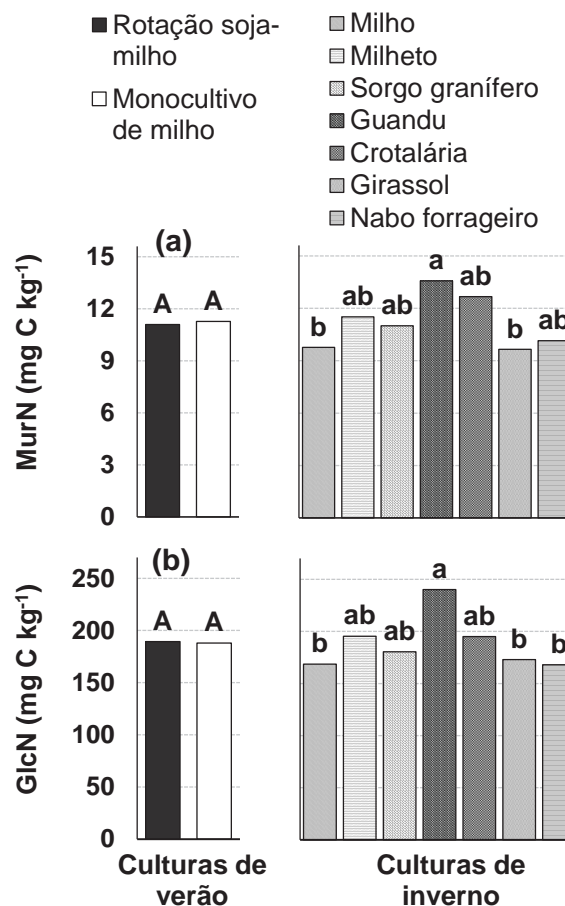 Rotação soja-
milho
Monocultivo
de milho
Milho
Milheto
Sorgo granífero
Guandu
Crotalária
Girassol
Nabo forrageiro
(a)
MurN (mg C kg⁻¹)
15
12
9
6
3
0
A A
b ab ab a ab b ab
(b)
GlcN (mg C kg⁻¹)
250
200
150
100
50
0
A A
b ab ab a ab b b
Culturas de
verão
Culturas de
inverno